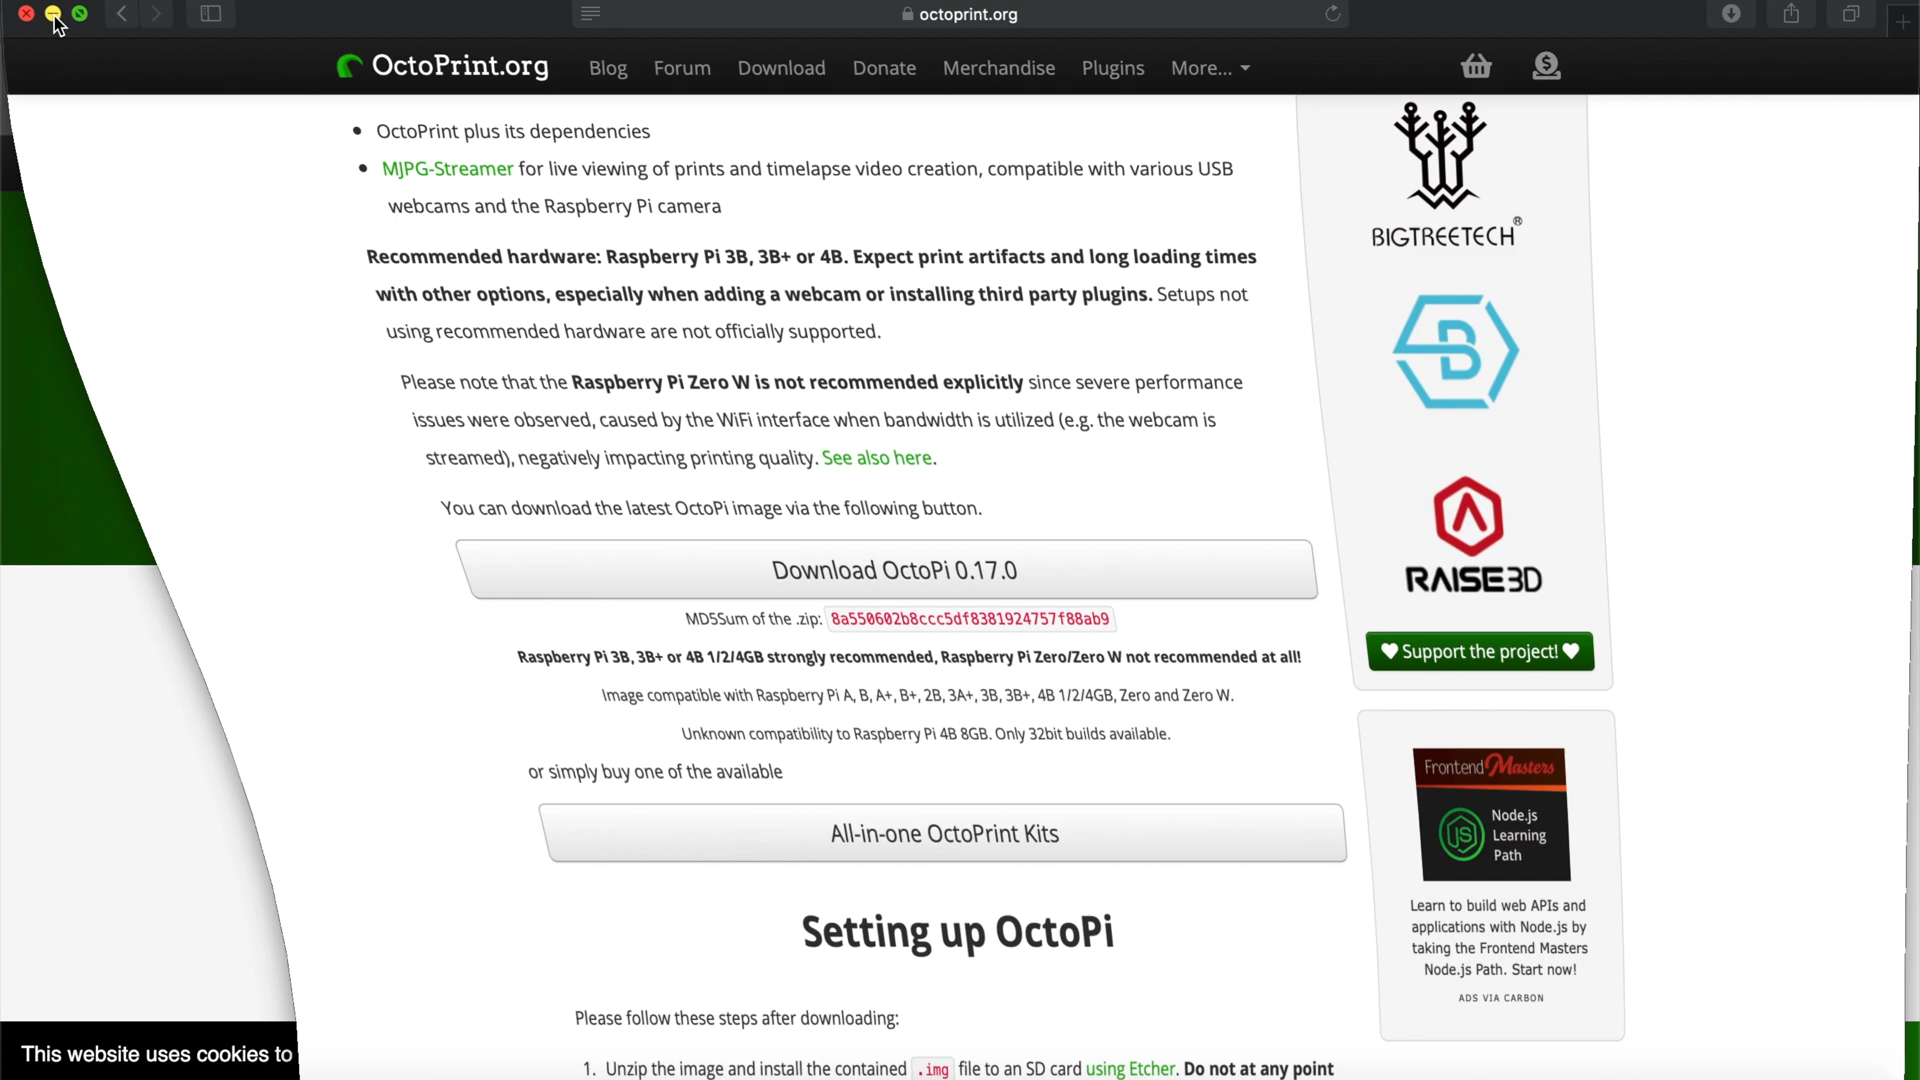 octoprint.org
OctoPrint.org Blog Forum Download Donate Merchandise Plugins More...
OctoPrint plus its dependencies
MJPG-Streamer for live viewing of prints and timelapse video creation, compatible with various USB
webcams and the Raspberry Pi camera
Recommended hardware: Raspberry Pi 3B, 3B+ or 4B. Expect print artifacts and long loading times
with other options, especially when adding a webcam or installing third party plugins. Setups not
using recommended hardware are not officially supported.
Please note that the Raspberry Pi Zero W is not recommended explicitly since severe performance
issues were observed, caused by the WiFi interface when bandwidth is utilized (e.g. the webcam is
streamed), negatively impacting printing quality. See also here.
You can download the latest OctoPi image via the following button.
Download OctoPi 0.17.0
MD5Sum of the .zip: 8a550602b8ccc5df8381924757f88ab9
Raspberry Pi 3B, 3B+ or 4B 1/2/4GB strongly recommended, Raspberry Pi Zero/Zero W not recommended at all!
Image compatible with Raspberry Pi A, B, A+, B+, 2B, 3A+, 3B, 3B+, 4B 1/2/4GB, Zero and Zero W.
Unknown compatibility to Raspberry Pi 4B 8GB. Only 32bit builds available.
or simply buy one of the available
All-in-one OctoPrint Kits
Setting up OctoPi
Please follow these steps after downloading:
1. Unzip the image and install the contained .img file to an SD card using Etcher. Do not at any point
BIGTREETECH®
RAISE3D
Support the project!
Frontend Masters
Node.js
Learning
Path
Learn to build web APIs and
applications with Node.js by
taking the Frontend Masters
Node.js Path. Start now!
ADS VIA CARBON
This website uses cookies to